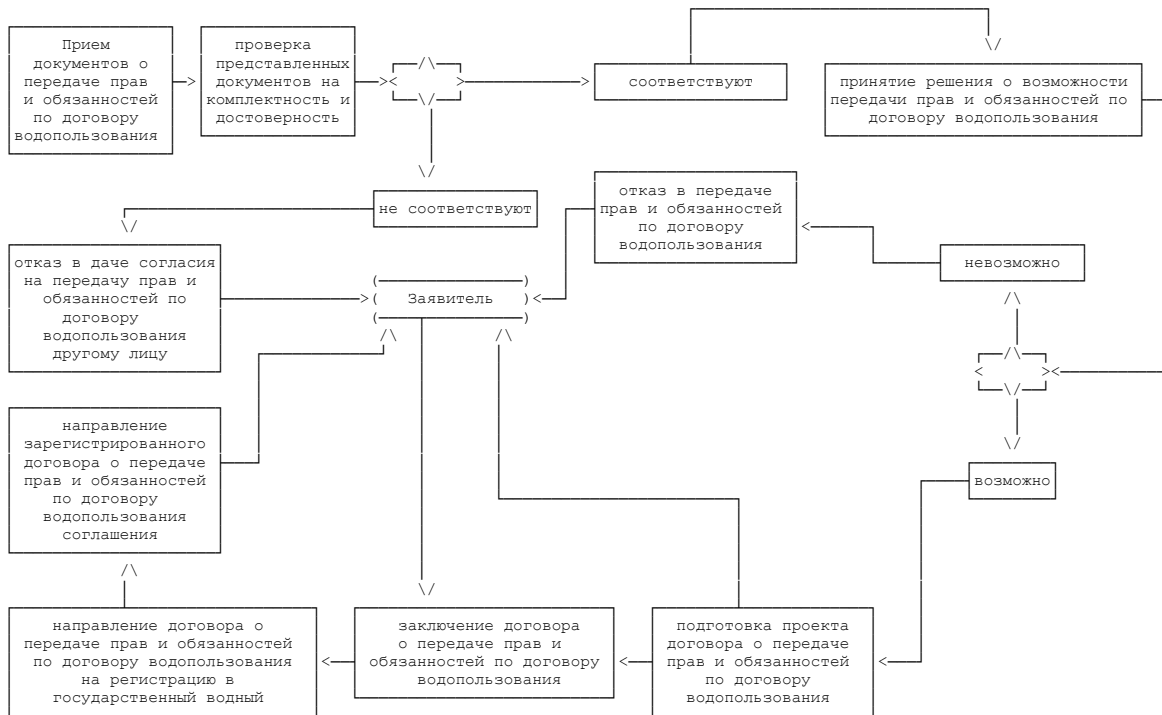 Прием
документов о
передаче прав
и обязанностей
по договору
водопользования
проверка
представленных
документов на
комплектность и
достоверность
соответствуют
принятие решения о возможности
передачи прав и обязанностей по
договору водопользования
не соответствуют
отказ в передаче
прав и обязанностей
по договору
водопользования
невозможно
отказ в даче согласия
на передачу прав и
обязанностей по
договору
водопользования
другому лицу
Заявитель
направление
зарегистрированного
договора о передаче
прав и обязанностей
по договору
водопользования
соглашения
возможно
направление договора о
передаче прав и обязанностей
по договору водопользования
на регистрацию в
государственный водный
заключение договора
о передаче прав и
обязанностей по договору
водопользования
подготовка проекта
договора о передаче
прав и обязанностей
по договору
водопользования